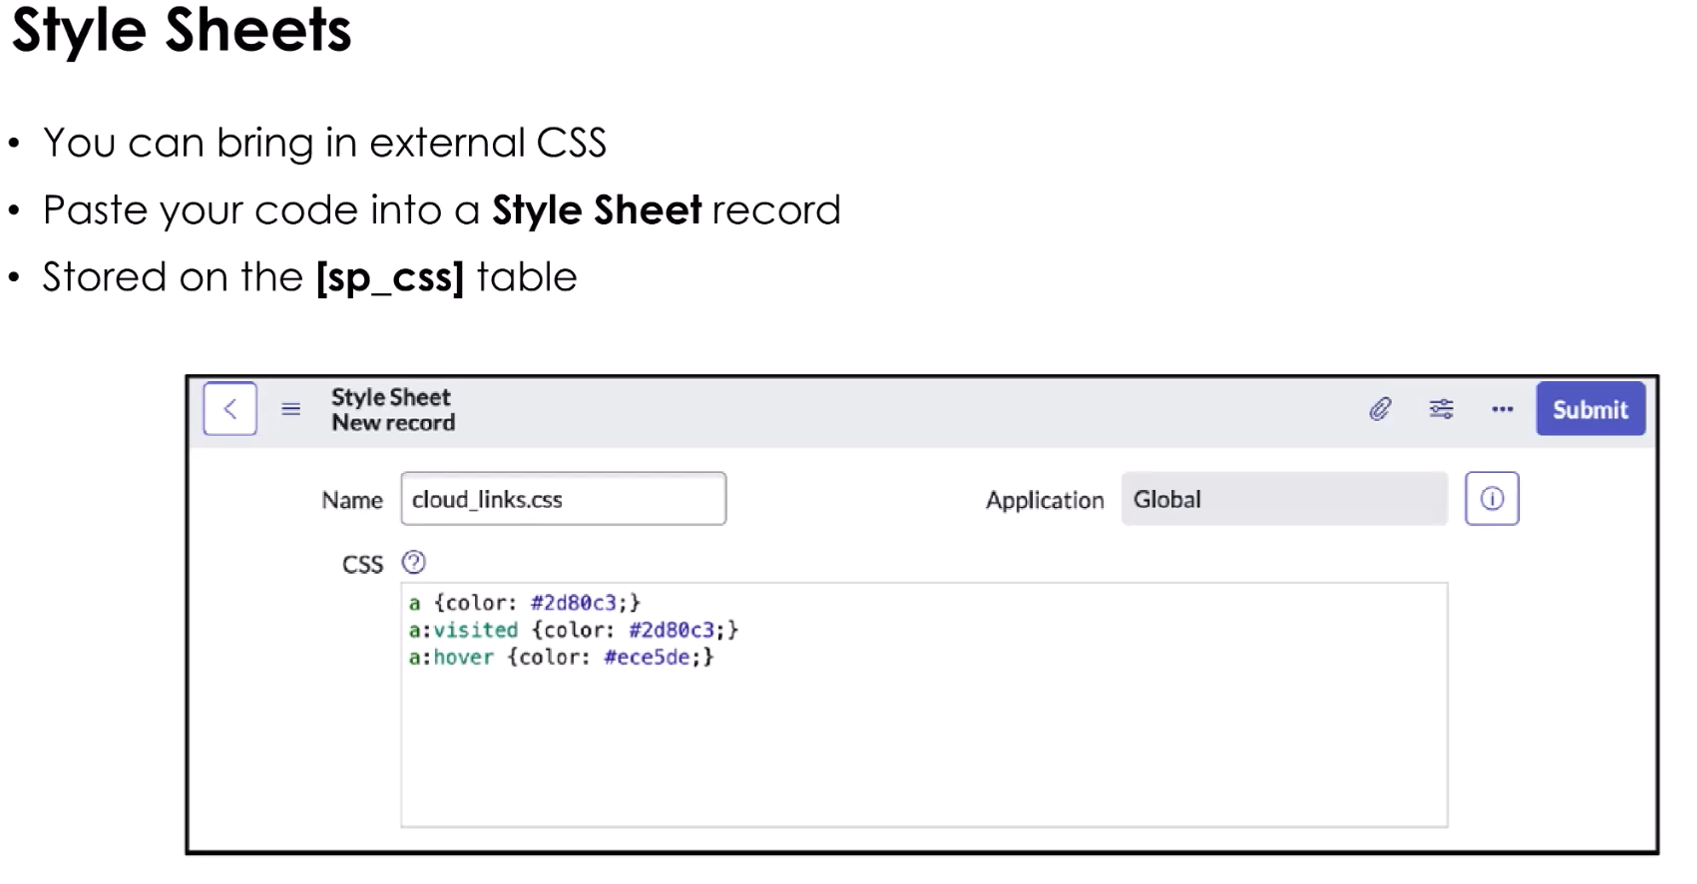 Style Sheets
• You can bring in external CSS
• Paste your code into a Style Sheet record
• Stored on the [sp_css] table
Style Sheet
New record
Submit
Name
cloud_links.css
Application
Global
CSS
a {color: #2d80c3;}
a:visited {color: #2d80c3;}
a:hover {color: #ece5de;}